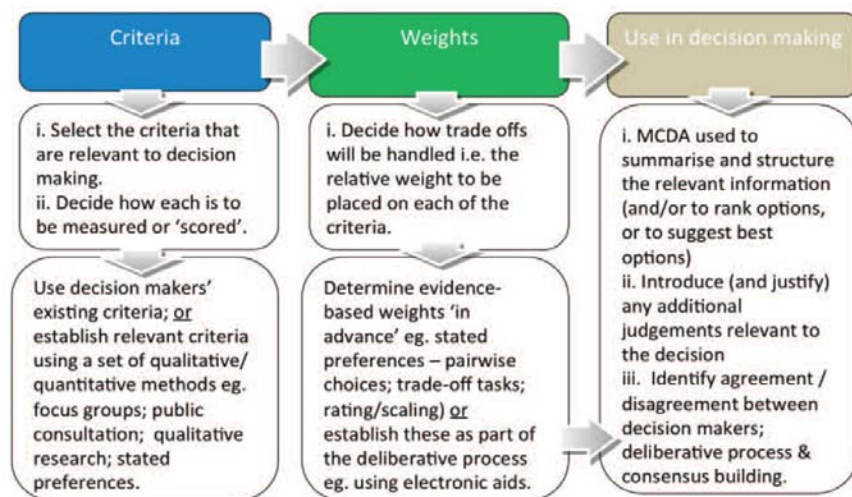 Criteria
Weights
Use in decision making
i. Select the criteria that
are relevant to decision
making.
ii. Decide how each is to
be measured or ‘scored’.
Use decision makers’
existing criteria; or
establish relevant criteria
using a set of qualitative/
quantitative methods eg.
focus groups; public
consultation; qualitative
research; stated
preferences.
i. Decide how trade offs
will be handled i.e. the
relative weight to be
placed on each of the
criteria.
Determine evidence-
based weights ‘in
advance’ eg. stated
preferences – pairwise
choices; trade-off tasks;
rating/scaling) or
establish these as part of
the deliberative process
eg. using electronic aids.
i. MCDA used to
summarise and structure
the relevant information
(and/or to rank options,
or to suggest best
options)
ii. Introduce (and justify)
any additional
judgements relevant to
the decision
iii. Identify agreement /
disagreement between
decision makers;
deliberative process &
consensus building.